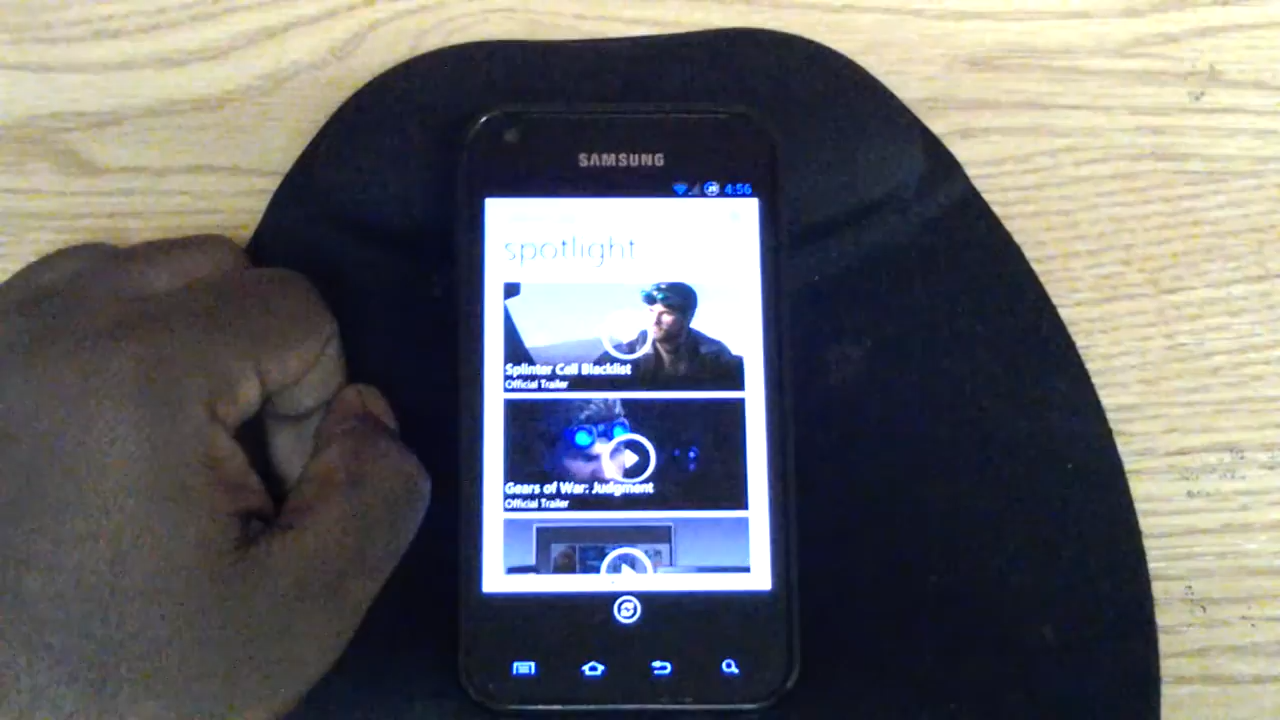 SAMSUNG
4:56
spotlight
Splinter Cell Blacklist
Official Trailer
Gears of War: Judgment
Official Trailer